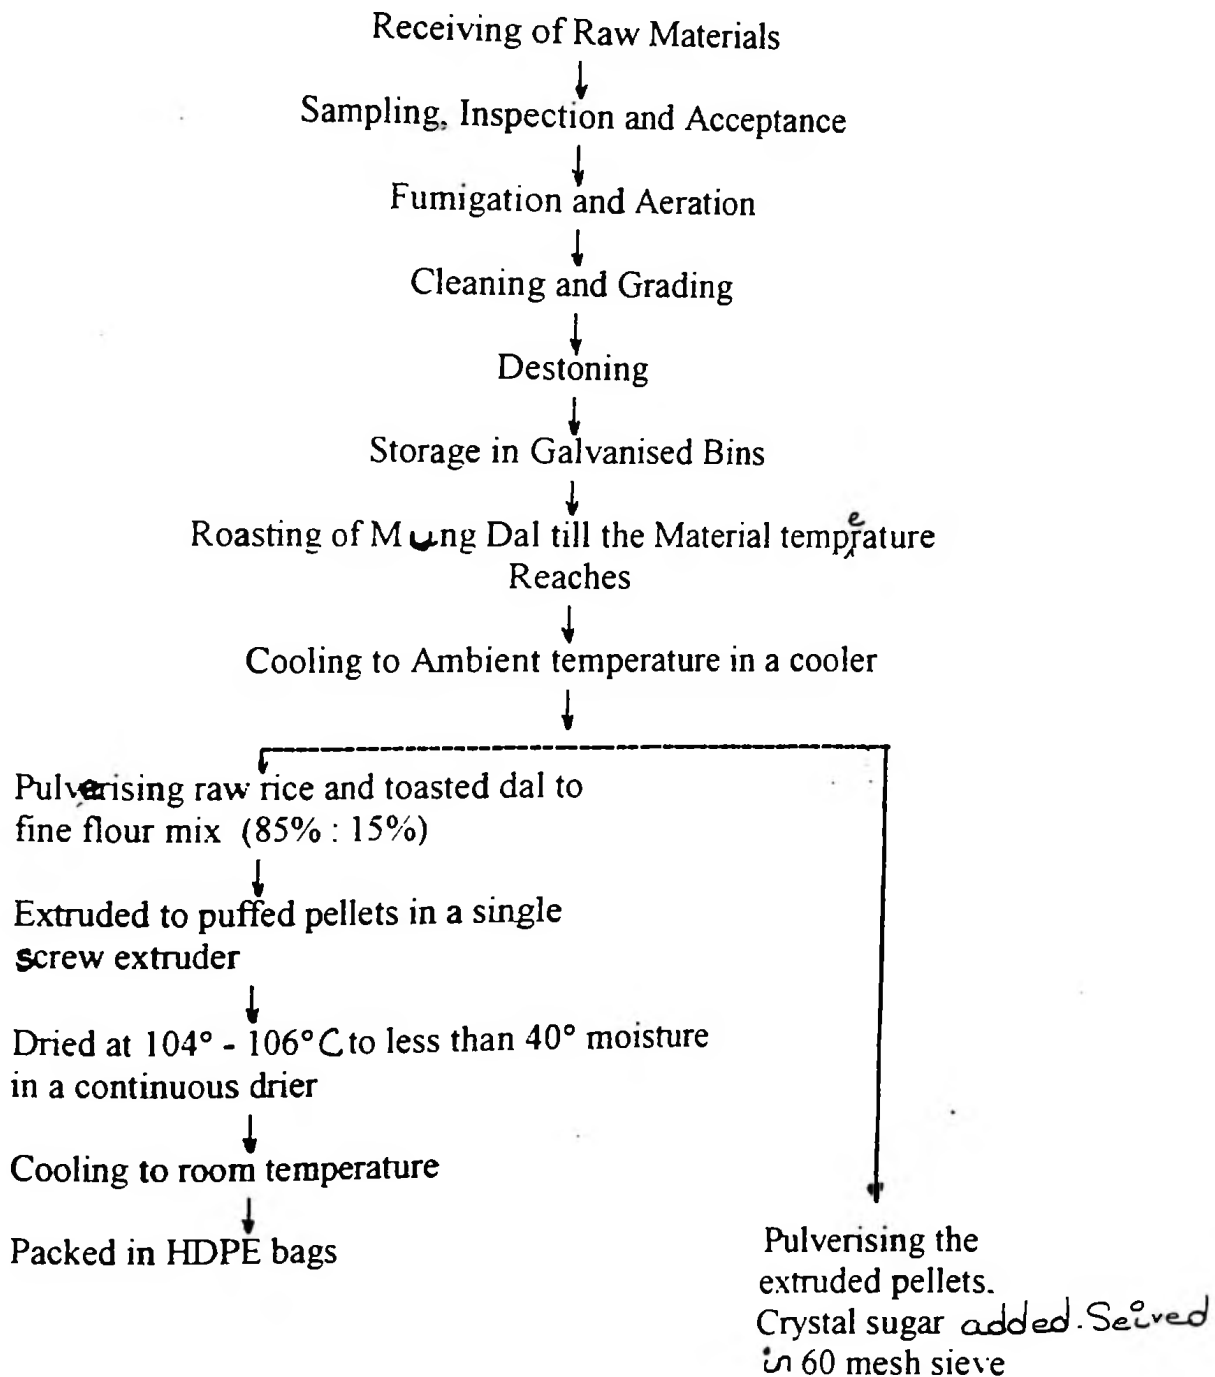 Receiving of Raw Materials
Sampling, Inspection and Acceptance
Fumigation and Aeration
Cleaning and Grading
Destoning
Storage in Galvanised Bins
Roasting of Mung Dal till the Material temperature
Reaches
Cooling to Ambient temperature in a cooler
Pulverising raw rice and toasted dal to
fine flour mix (85% : 15%)
Extruded to puffed pellets in a single
screw extruder
Dried at 104° - 106°C to less than 40° moisture
in a continuous drier
Cooling to room temperature
Packed in HDPE bags
Pulverising the
extruded pellets.
Crystal sugar added. Seived
in 60 mesh sieve